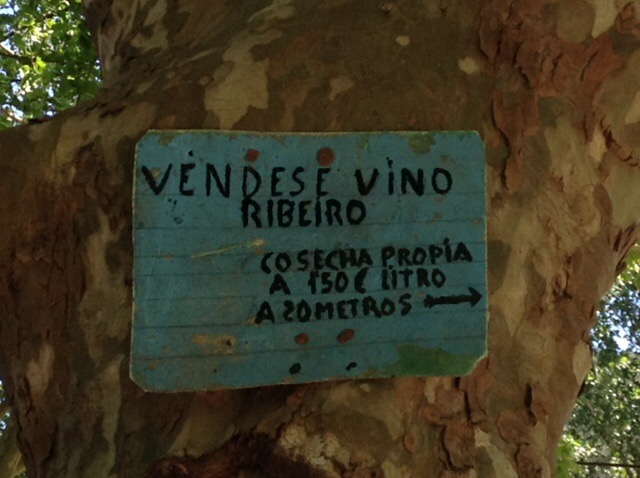 VENDESE VINO
RIBEIRO
COSECHA PROPIA
A 150 € LITRO
A 20 METROS →